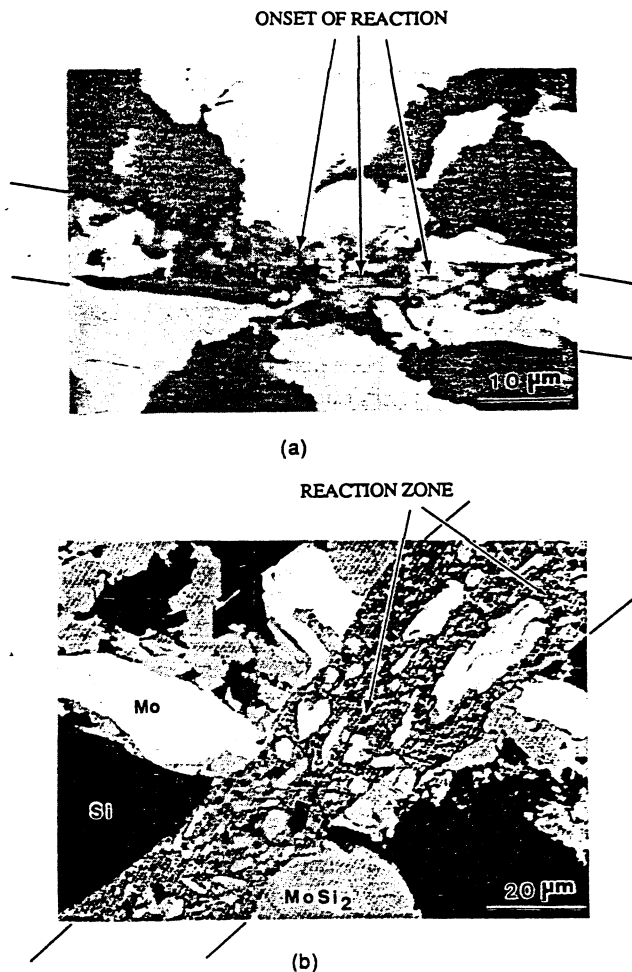 ONSET OF REACTION
10 μm
(a)
REACTION ZONE
Mo
Si
MoSi₂
20 μm
(b)